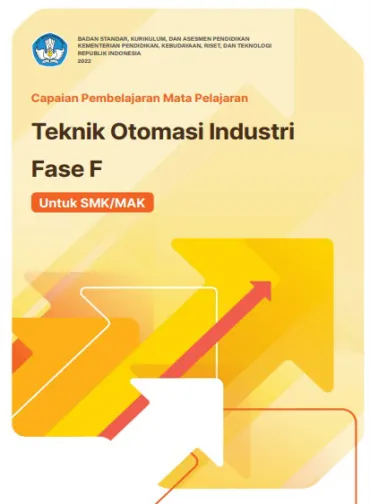 BADAN STANDAR, KURIKULUM, DAN ASESMEN PENDIDIKAN
KEMENTERIAN PENDIDIKAN, KEBUDAYAAN, RISET, DAN TEKNOLOGI
REPUBLIK INDONESIA
2022
Capaian Pembelajaran Mata Pelajaran
Teknik Otomasi Industri
Fase F
Untuk SMK/MAK